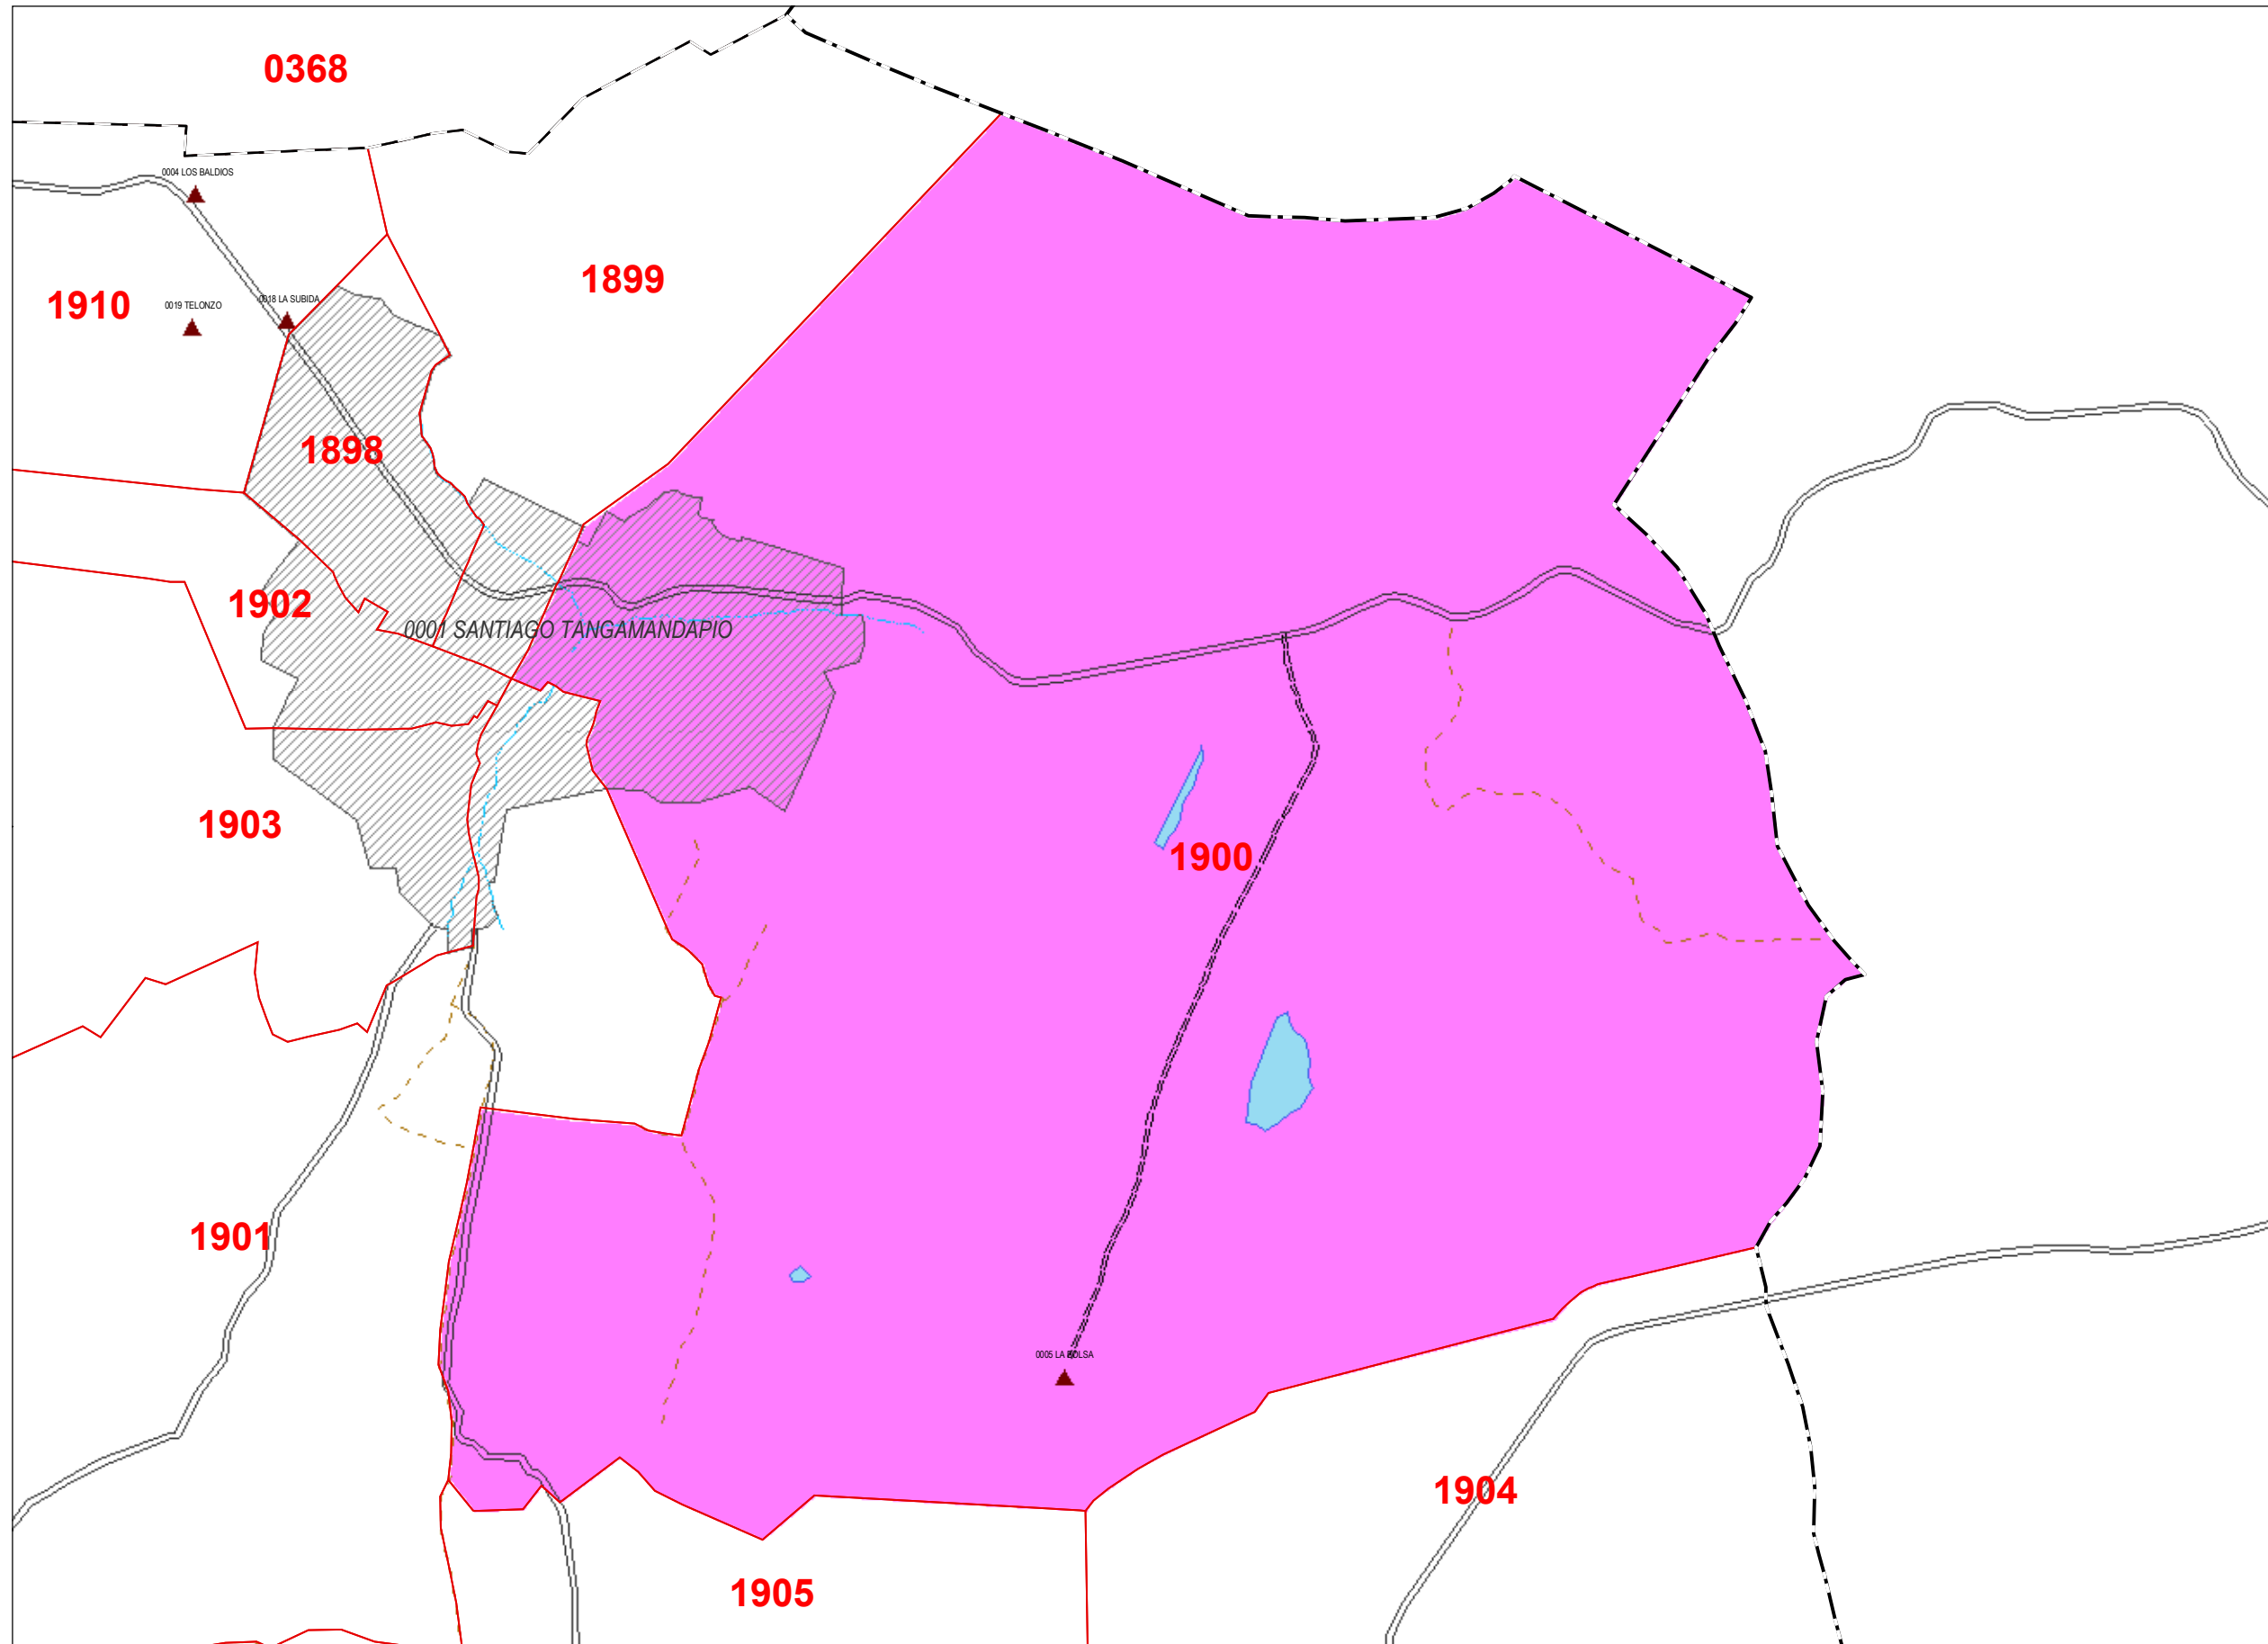 0368
0004 LOS BALDIOS
1899
1910
0019 TELONZO
0018 LA SUBIDA
1898
1902
0001 SANTIAGO TANGAMANDAPIO
1903
1900
1901
0005 LA BOLSA
1904
1905